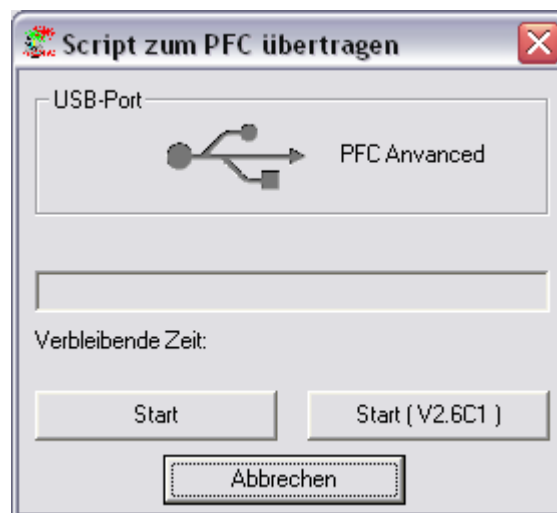 Script zum PFC übertragen
USB-Port
PFC Anvanced
Verbleibende Zeit:
Start
Start ( V2.6C1 )
Abbrechen